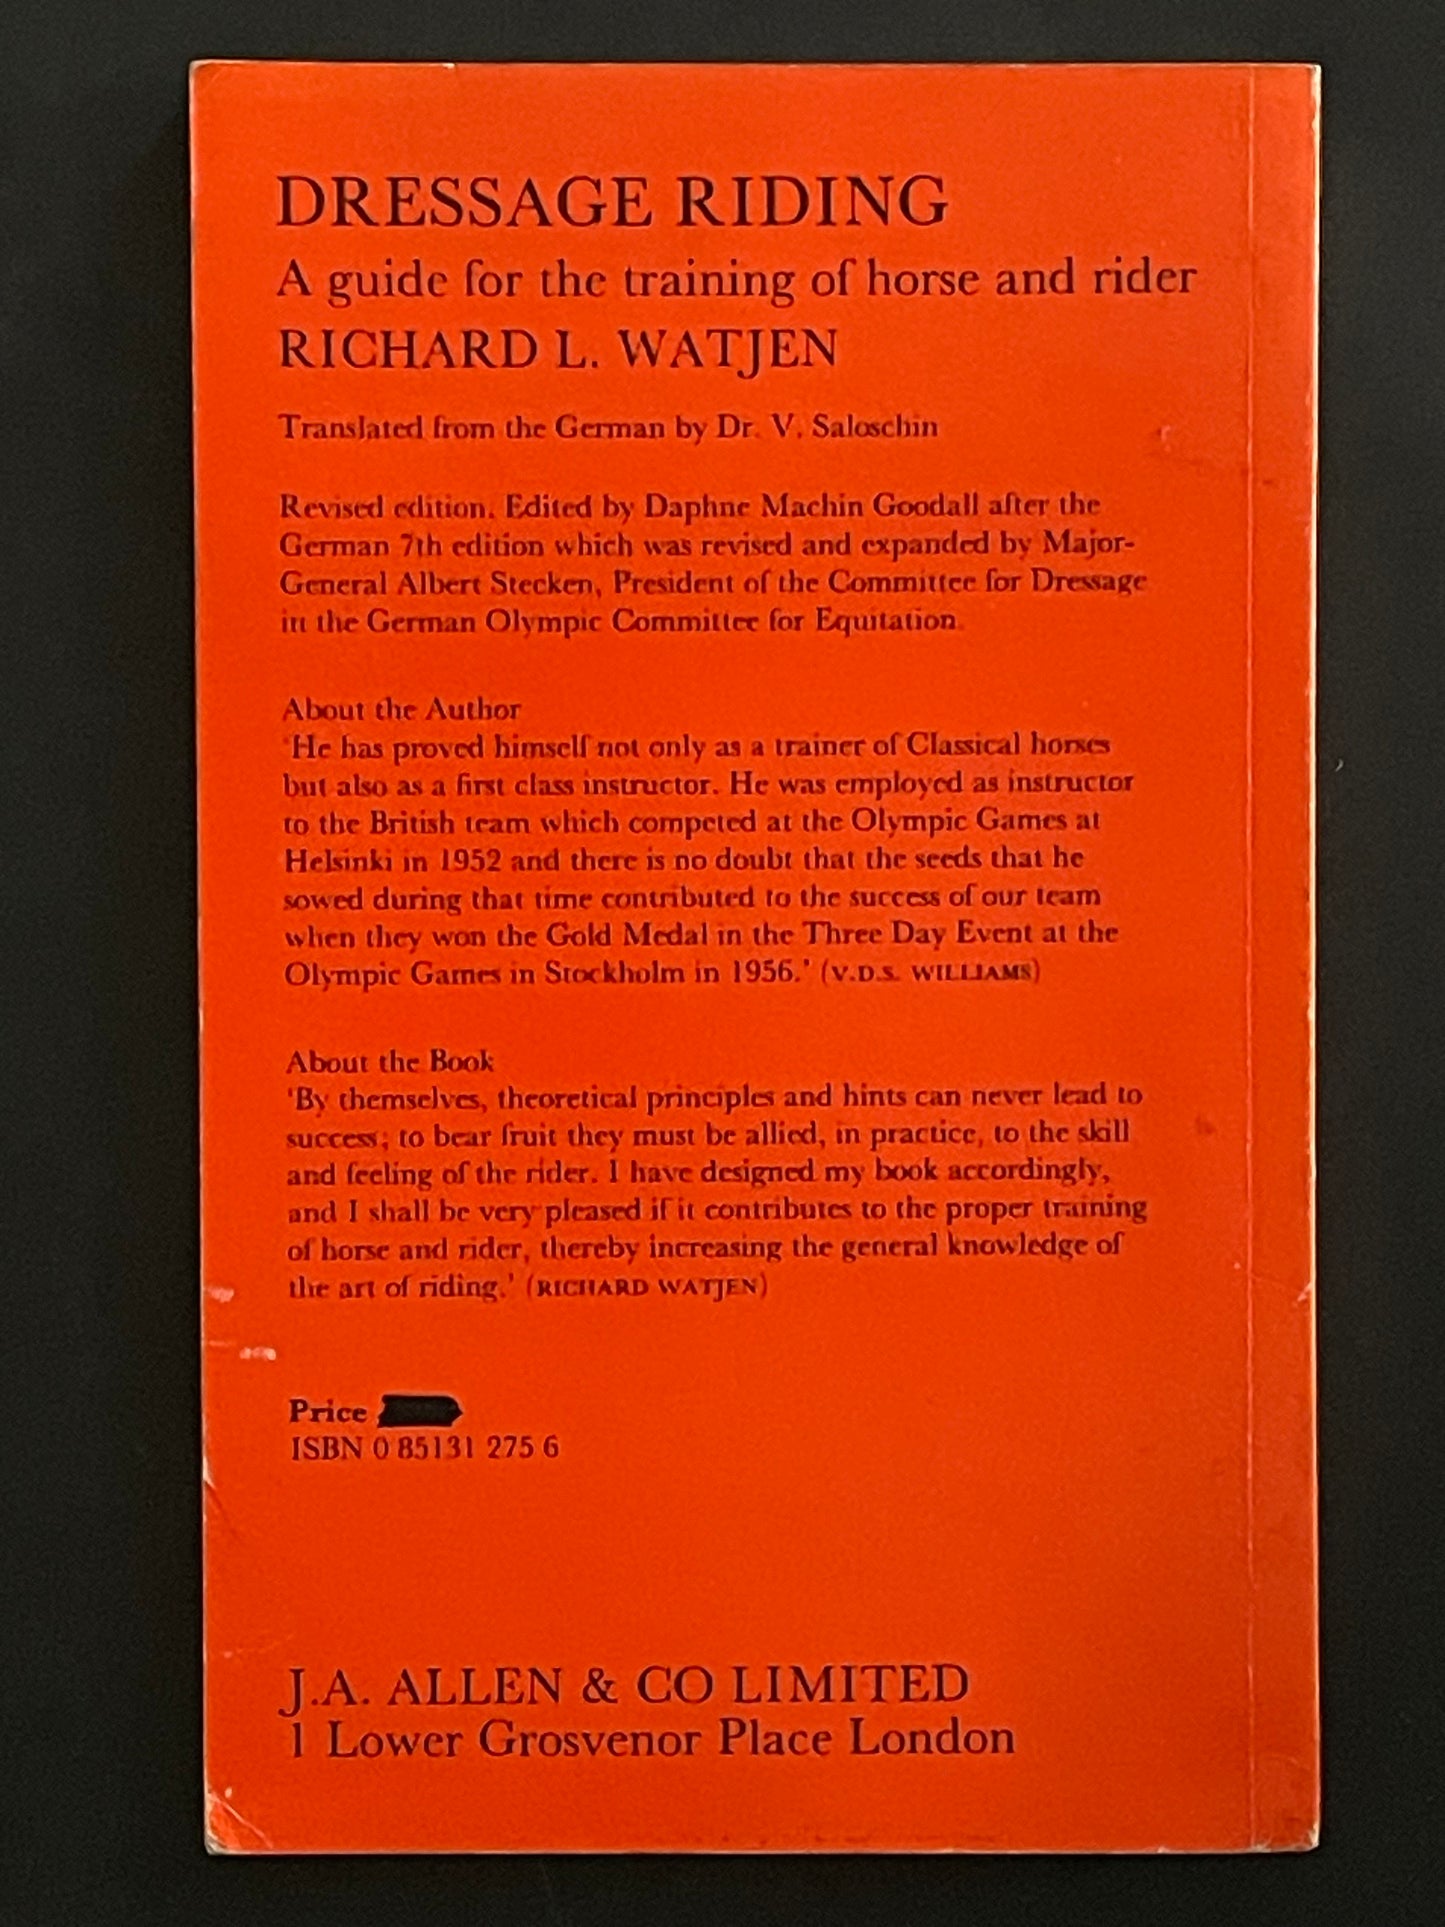 DRESSAGE RIDING
A guide for the training of horse and rider
RICHARD L. WATJEN
Translated from the German by Dr. V. Saloschin
Revised edition. Edited by Daphne Machin Goodall after the
German 7th edition which was revised and expanded by Major-
General Albert Stecken, President of the Committee for Dressage
in the German Olympic Committee for Equitation.
About the Author
'He has proved himself not only as a trainer of Classical horses
but also as a first class instructor. He was employed as instructor
to the British team which competed at the Olympic Games at
Helsinki in 1952 and there is no doubt that the seeds that he
sowed during that time contributed to the success of our team
when they won the Gold Medal in the Three Day Event at the
Olympic Games in Stockholm in 1956.' (V.D.S. WILLIAMS)
About the Book
'By themselves, theoretical principles and hints can never lead to
success; to bear fruit they must be allied, in practice, to the skill
and feeling of the rider. I have designed my book accordingly,
and I shall be very pleased if it contributes to the proper training
of horse and rider, thereby increasing the general knowledge of
the art of riding.' (RICHARD WATJEN)
Price
ISBN 0 85131 275 6
J.A. ALLEN & CO LIMITED
1 Lower Grosvenor Place London